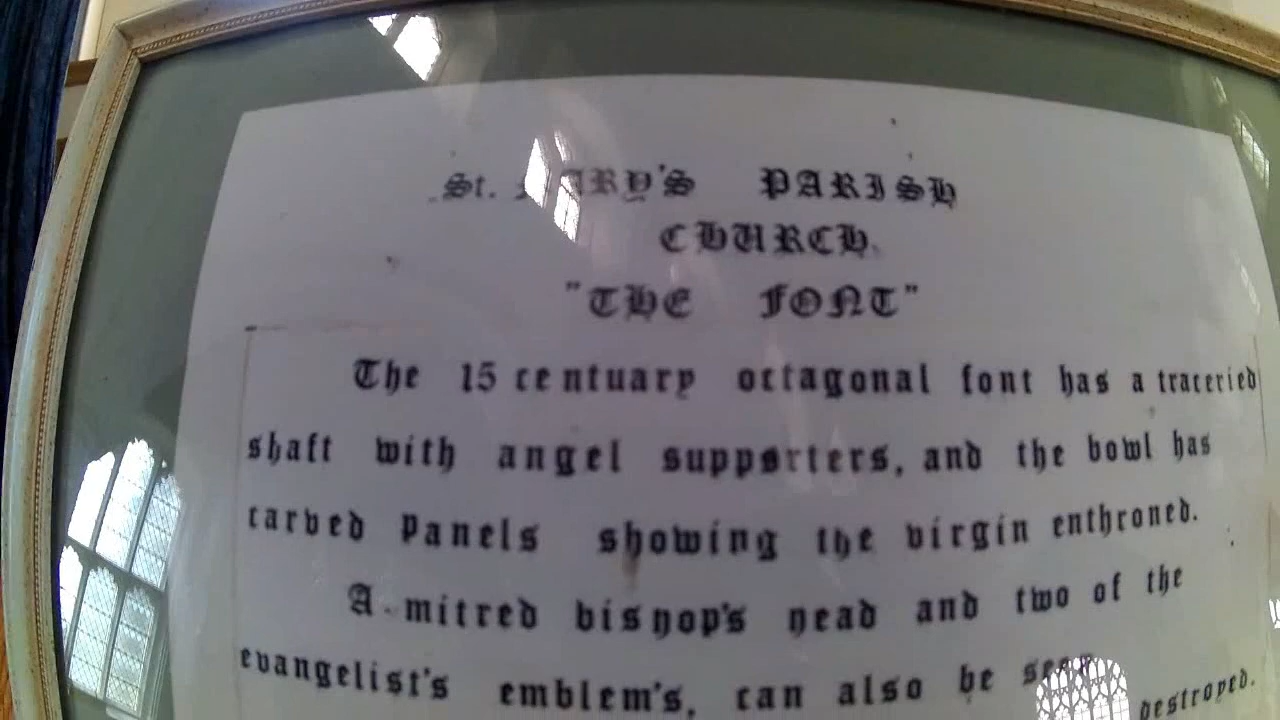 St. MARY'S PARISH
CHURCH
"THE FONT"
The 15 centuary octagonal font has a traceried
shaft with angel supporters, and the bowl has
carved Panels showing the virgin enthroned.
A mitred bishop's head and two of the
evangelist's emblem's, can also be seen
destroyed.